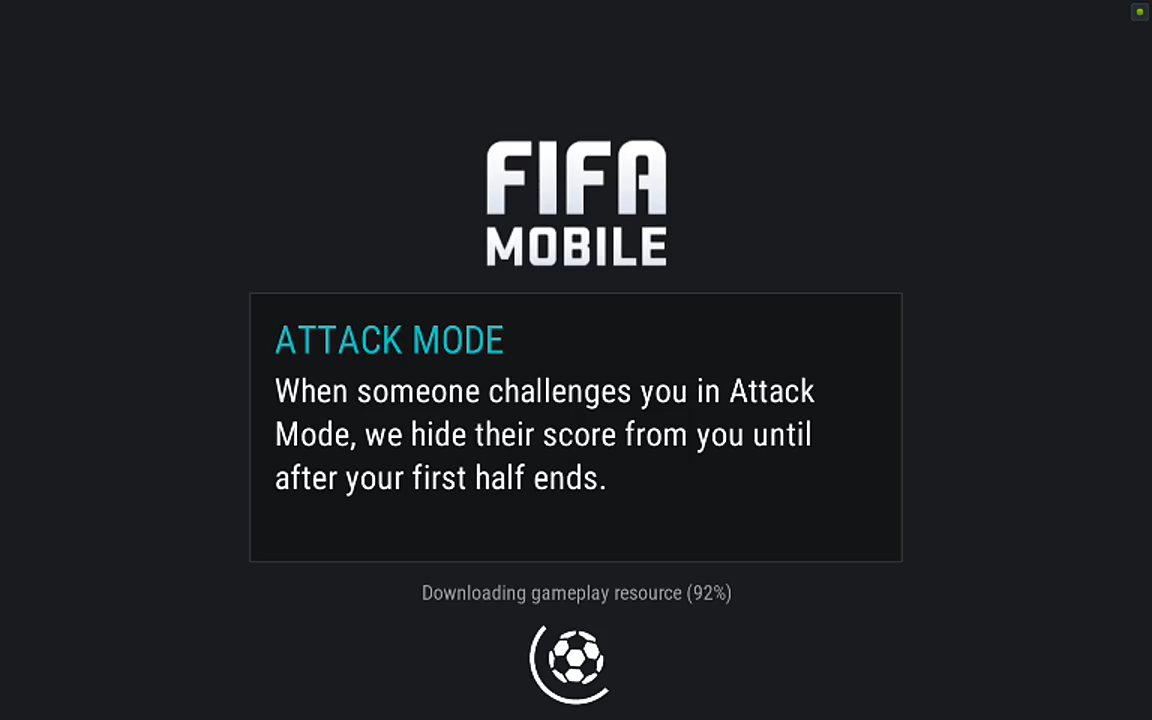 FIFA
MOBILE
ATTACK MODE
When someone challenges you in Attack
Mode, we hide their score from you until
after your first half ends.
Downloading gameplay resource (92%)